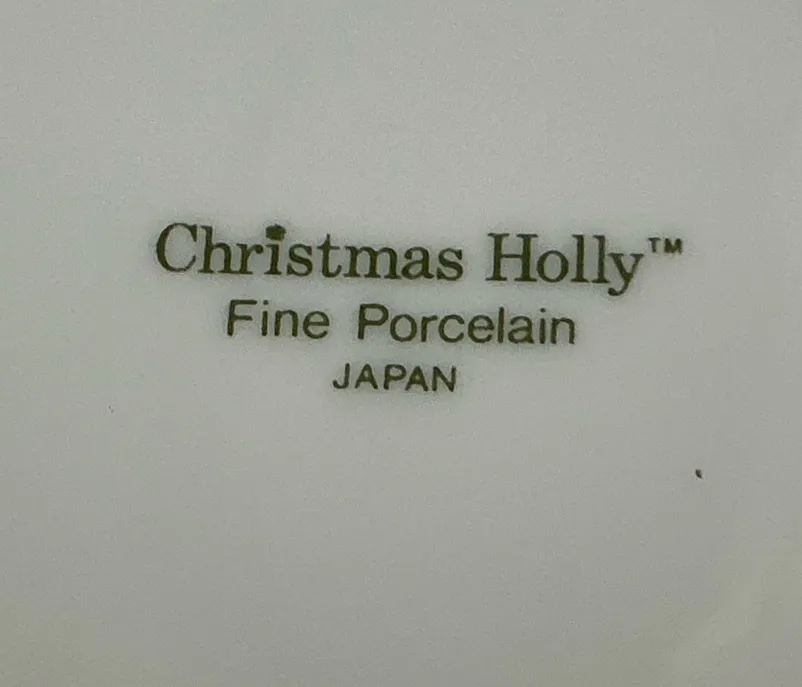 Christmas Holly™
Fine Porcelain
JAPAN